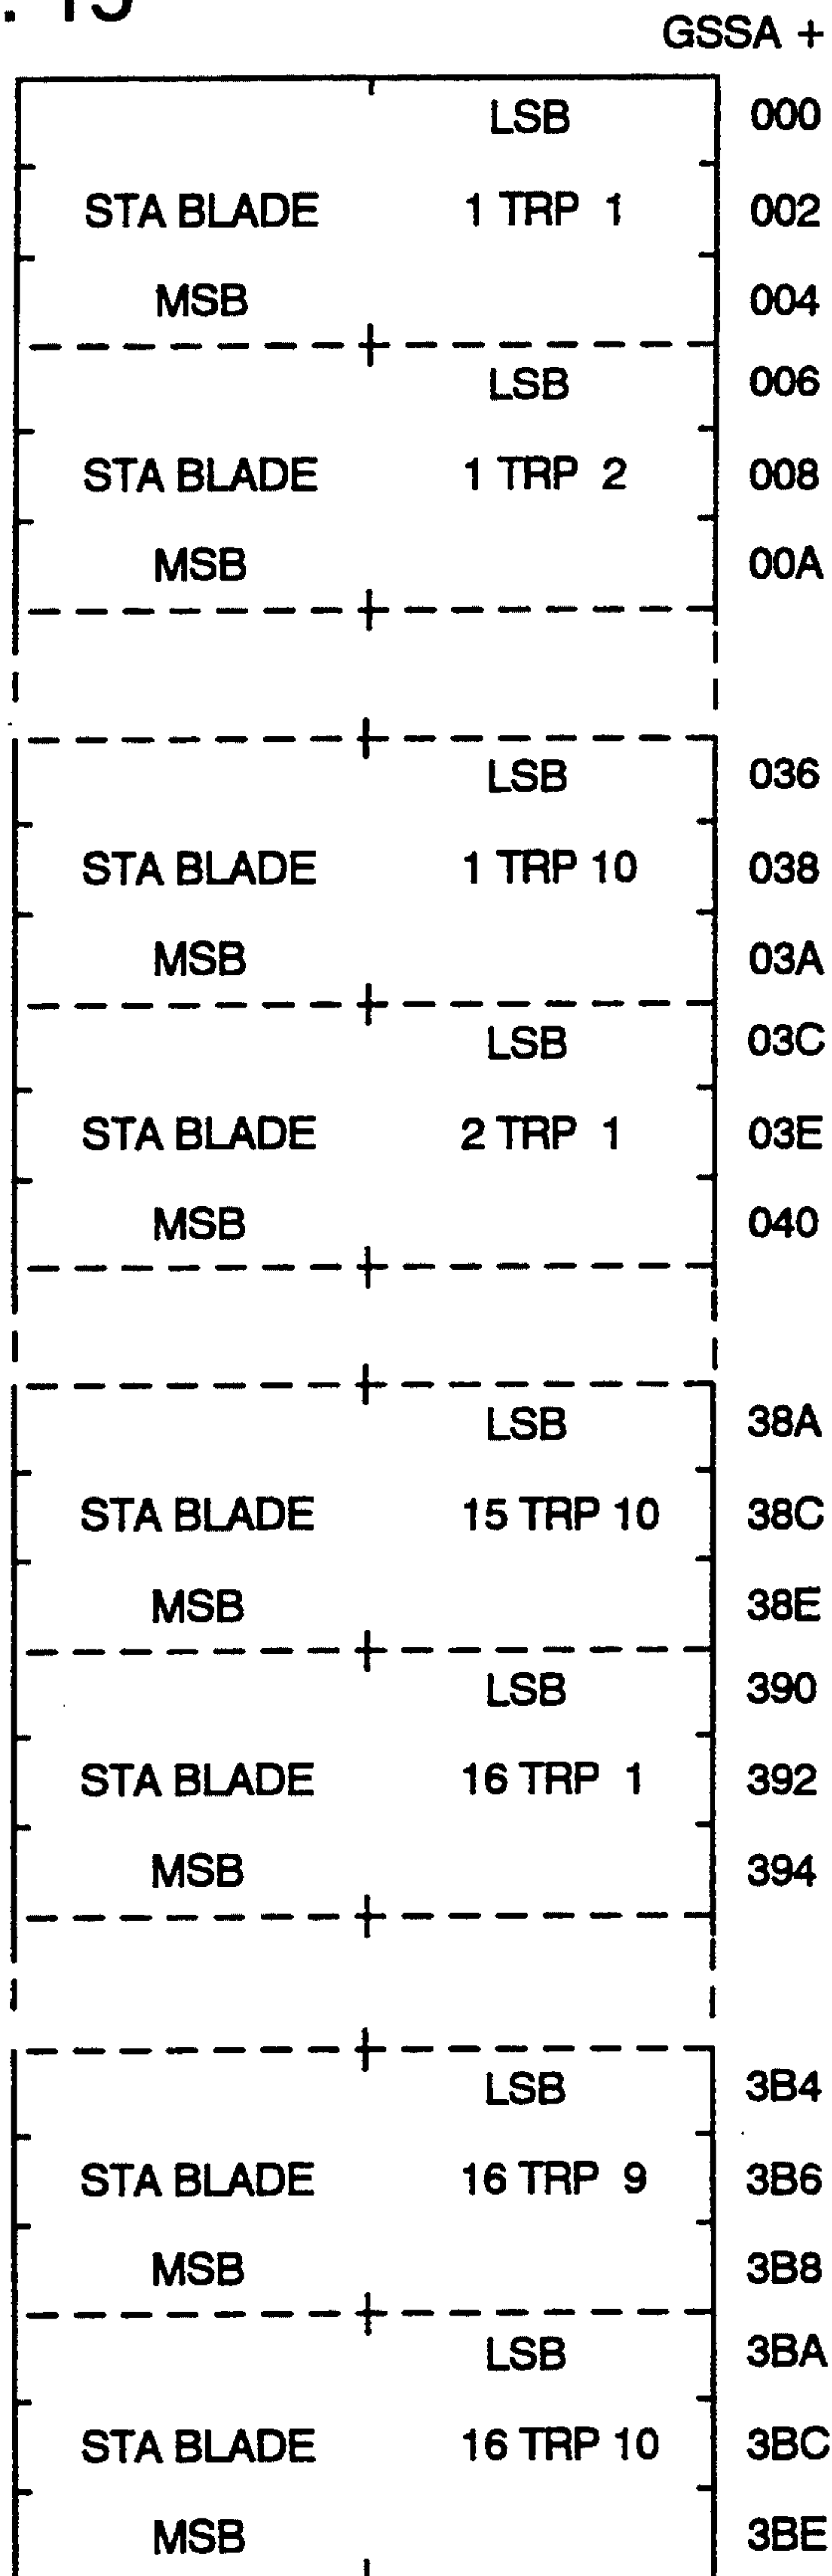 . 15
GSSA +
LSB 000
STA BLADE 1 TRP 1 002
MSB 004
LSB 006
STA BLADE 1 TRP 2 008
MSB 00A
LSB 036
STA BLADE 1 TRP 10 038
MSB 03A
LSB 03C
STA BLADE 2 TRP 1 03E
MSB 040
LSB 38A
STA BLADE 15 TRP 10 38C
MSB 38E
LSB 390
STA BLADE 16 TRP 1 392
MSB 394
LSB 3B4
STA BLADE 16 TRP 9 3B6
MSB 3B8
LSB 3BA
STA BLADE 16 TRP 10 3BC
MSB 3BE